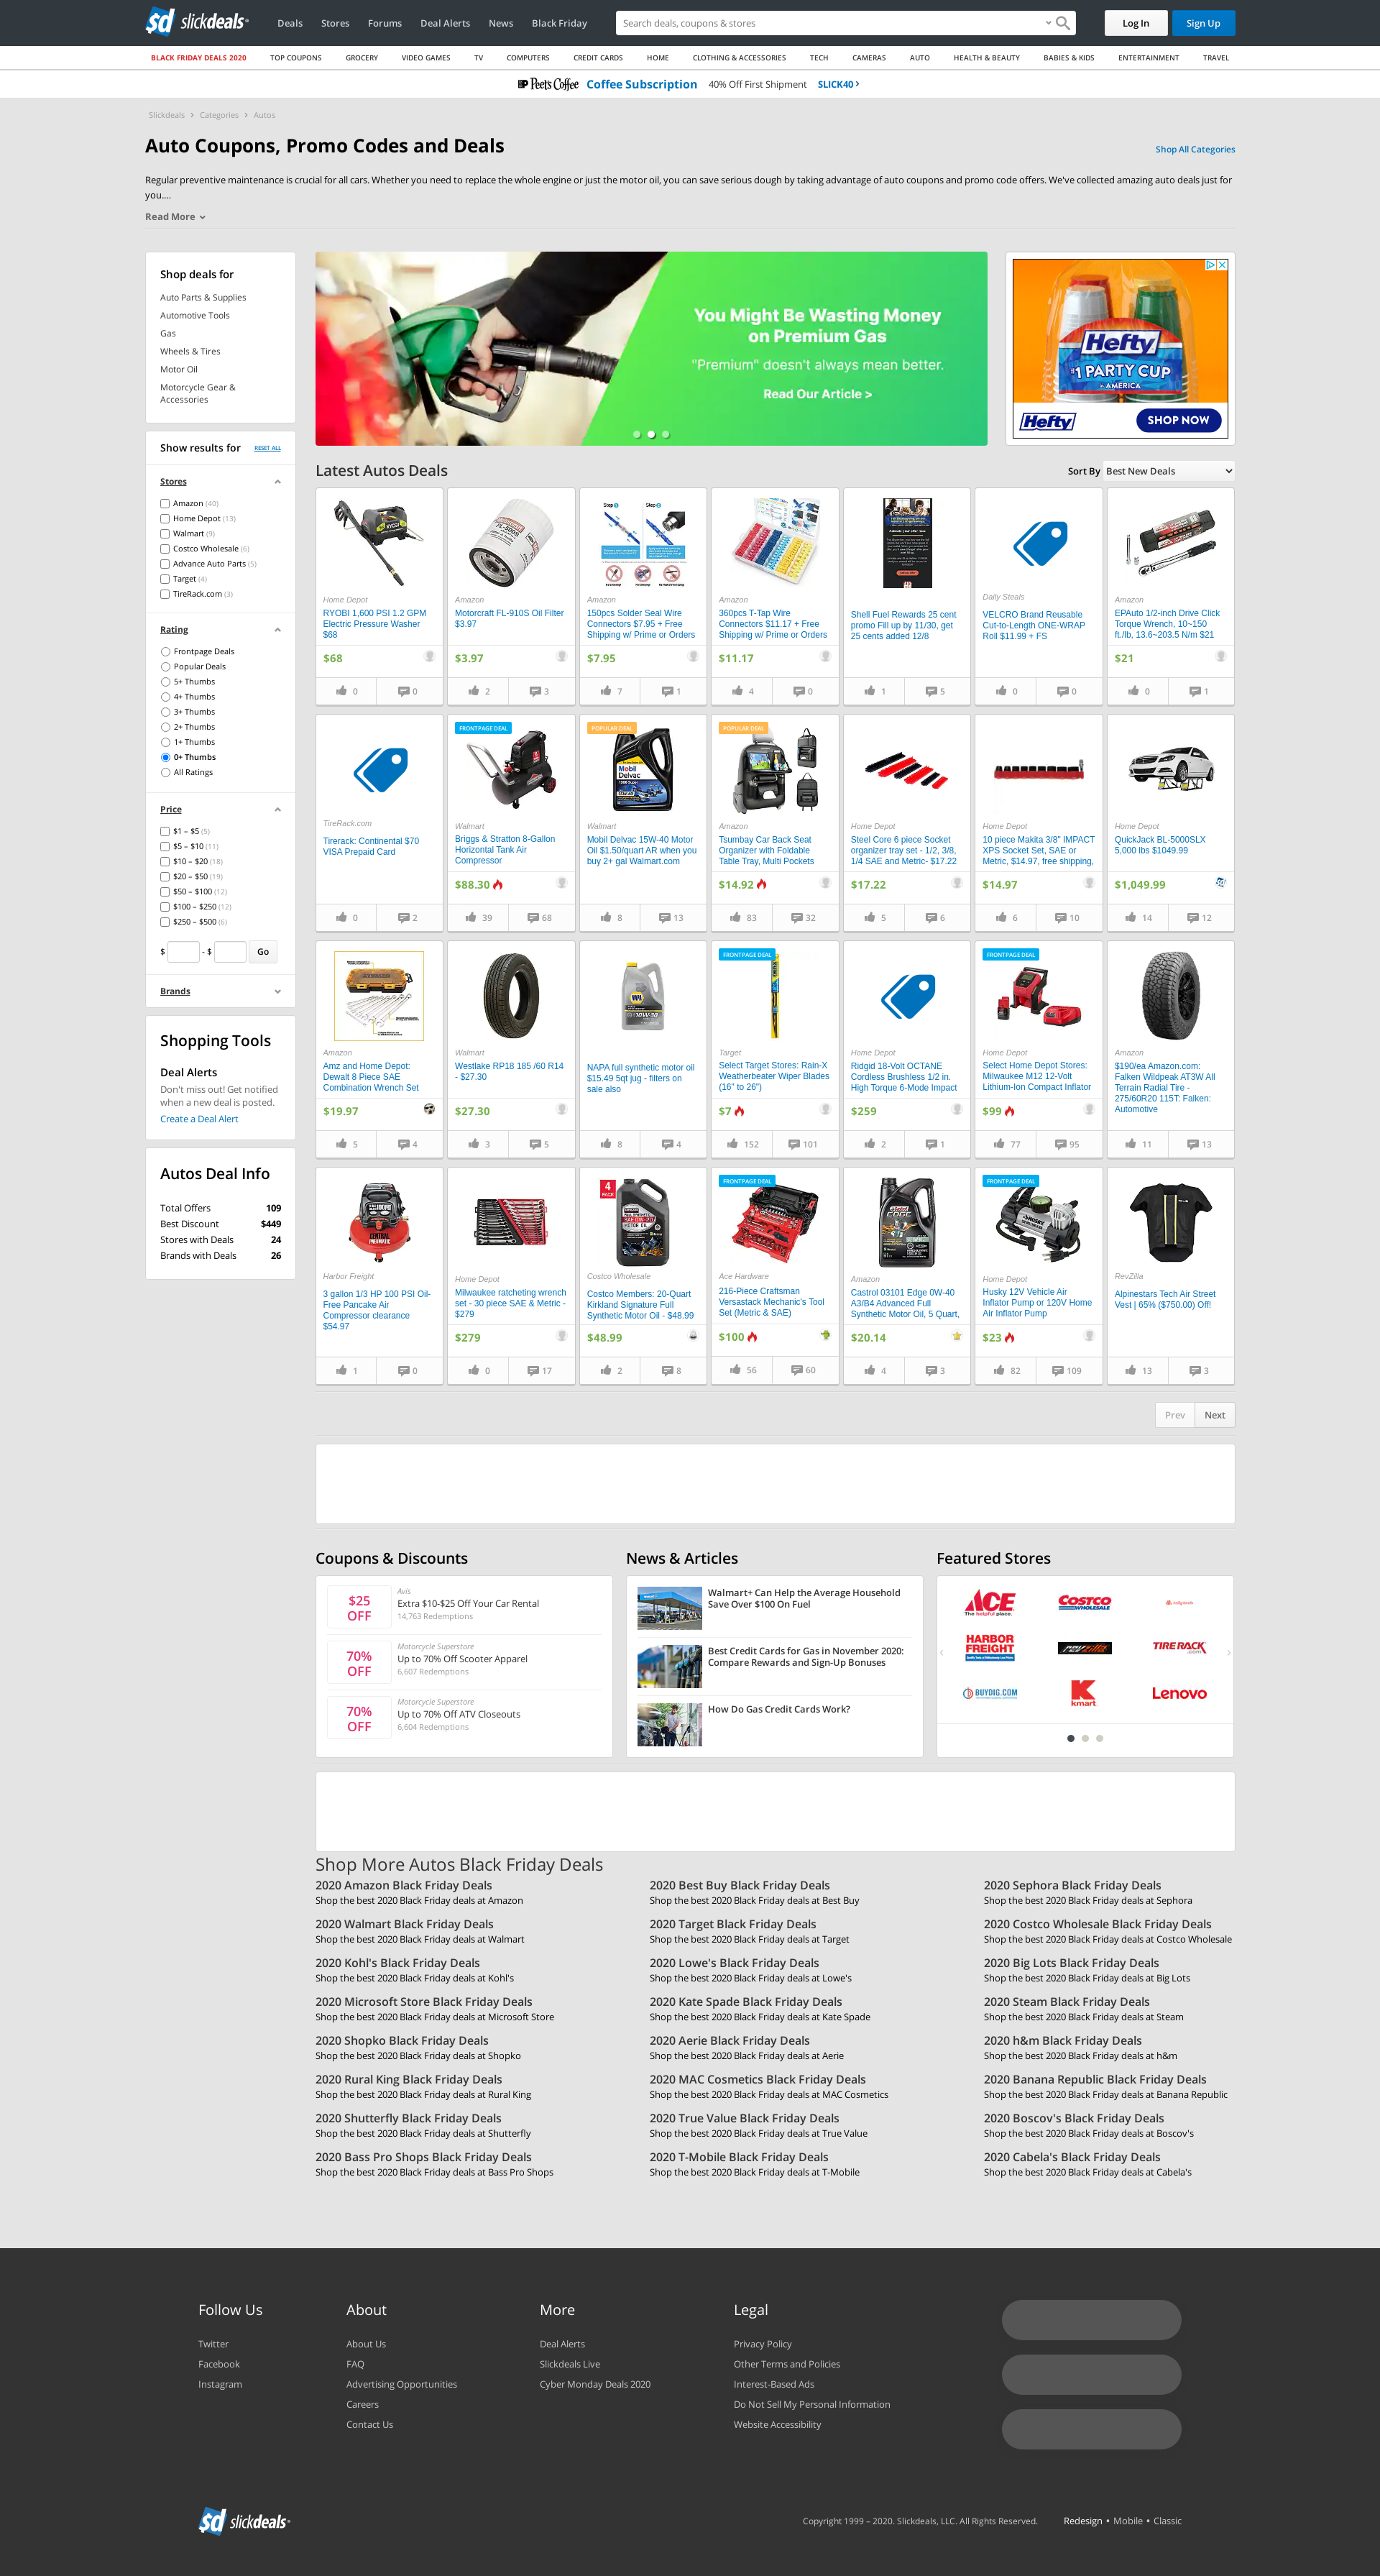 sd slickdeals
Deals Stores Forums Deal Alerts News Black Friday
Search deals, coupons & stores
Log In
Sign Up
BLACK FRIDAY DEALS 2020 TOP COUPONS GROCERY VIDEO GAMES TV COMPUTERS CREDIT CARDS HOME CLOTHING & ACCESSORIES TECH CAMERAS AUTO HEALTH & BEAUTY BABIES & KIDS ENTERTAINMENT TRAVEL
Peet's Coffee Coffee Subscription 40% Off First Shipment SLICK40 ›
Slickdeals › Categories › Autos
Auto Coupons, Promo Codes and Deals
Shop All Categories
Regular preventive maintenance is crucial for all cars. Whether you need to replace the whole engine or just the motor oil, you can save serious dough by taking advantage of auto coupons and promo code offers. We've collected amazing auto deals just for
you....
Read More
Shop deals for
Auto Parts & Supplies
Automotive Tools
Gas
Wheels & Tires
Motor Oil
Motorcycle Gear &
Accessories
Show results for RESET ALL
Stores
Amazon (40)
Home Depot (13)
Walmart (9)
Costco Wholesale (6)
Advance Auto Parts (5)
Target (4)
TireRack.com (3)
Rating
Frontpage Deals
Popular Deals
5+ Thumbs
4+ Thumbs
3+ Thumbs
2+ Thumbs
1+ Thumbs
0+ Thumbs
All Ratings
Price
$1 – $5 (5)
$5 – $10 (11)
$10 – $20 (18)
$20 – $50 (19)
$50 – $100 (12)
$100 – $250 (12)
$250 – $500 (6)
$ - $ Go
Brands
Shopping Tools
Deal Alerts
Don't miss out! Get notified
when a new deal is posted.
Create a Deal Alert
Autos Deal Info
Total Offers 109
Best Discount $449
Stores with Deals 24
Brands with Deals 26
You Might Be Wasting Money
on Premium Gas
"Premium" doesn't always mean better.
Read Our Article >
Hefty
#1 PARTY CUP
IN AMERICA
Hefty
SHOP NOW
Latest Autos Deals
Sort By Best New Deals
Home Depot
RYOBI 1,600 PSI 1.2 GPM
Electric Pressure Washer
$68
$68
0 0
Amazon
Motorcraft FL-910S Oil Filter
$3.97
$3.97
2 3
Amazon
150pcs Solder Seal Wire
Connectors $7.95 + Free
Shipping w/ Prime or Orders
$7.95
7 1
Amazon
360pcs T-Tap Wire
Connectors $11.17 + Free
Shipping w/ Prime or Orders
$11.17
4 0
Shell Fuel Rewards 25 cent
promo Fill up by 11/30, get
25 cents added 12/8
1 5
Daily Steals
VELCRO Brand Reusable
Cut-to-Length ONE-WRAP
Roll $11.99 + FS
0 0
Amazon
EPAuto 1/2-inch Drive Click
Torque Wrench, 10~150
ft./lb, 13.6~203.5 N/m $21
$21
0 1
TireRack.com
Tirerack: Continental $70
VISA Prepaid Card
0 2
FRONTPAGE DEAL
Walmart
Briggs & Stratton 8-Gallon
Horizontal Tank Air
Compressor
$88.30
39 68
POPULAR DEAL
Mobil Delvac
Walmart
Mobil Delvac 15W-40 Motor
Oil $1.50/quart AR when you
buy 2+ gal Walmart.com
8 13
POPULAR DEAL
Amazon
Tsumbay Car Back Seat
Organizer with Foldable
Table Tray, Multi Pockets
$14.92
83 32
Home Depot
Steel Core 6 piece Socket
organizer tray set - 1/2, 3/8,
1/4 SAE and Metric- $17.22
$17.22
5 6
Home Depot
10 piece Makita 3/8" IMPACT
XPS Socket Set, SAE or
Metric, $14.97, free shipping,
$14.97
6 10
Home Depot
QuickJack BL-5000SLX
5,000 lbs $1049.99
$1,049.99
14 12
Amazon
Amz and Home Depot:
Dewalt 8 Piece SAE
Combination Wrench Set
$19.97
5 4
Walmart
Westlake RP18 185 /60 R14
- $27.30
$27.30
3 5
10W-30
NAPA full synthetic motor oil
$15.49 5qt jug - filters on
sale also
8 4
FRONTPAGE DEAL
Target
Select Target Stores: Rain-X
Weatherbeater Wiper Blades
(16" to 26")
$7
152 101
Home Depot
Ridgid 18-Volt OCTANE
Cordless Brushless 1/2 in.
High Torque 6-Mode Impact
$259
2 1
FRONTPAGE DEAL
Home Depot
Select Home Depot Stores:
Milwaukee M12 12-Volt
Lithium-Ion Compact Inflator
$99
77 95
Amazon
$190/ea Amazon.com:
Falken Wildpeak AT3W All
Terrain Radial Tire -
275/60R20 115T: Falken:
Automotive
11 13
Harbor Freight
3 gallon 1/3 HP 100 PSI Oil-
Free Pancake Air
Compressor clearance
$54.97
1 0
Home Depot
Milwaukee ratcheting wrench
set - 30 piece SAE & Metric -
$279
$279
0 17
4 PACK
Costco Wholesale
Costco Members: 20-Quart
Kirkland Signature Full
Synthetic Motor Oil - $48.99
$48.99
2 8
FRONTPAGE DEAL
Ace Hardware
216-Piece Craftsman
Versastack Mechanic's Tool
Set (Metric & SAE)
$100
56 60
EDGE
Amazon
Castrol 03101 Edge 0W-40
A3/B4 Advanced Full
Synthetic Motor Oil, 5 Quart,
$20.14
4 3
FRONTPAGE DEAL
Home Depot
Husky 12V Vehicle Air
Inflator Pump or 120V Home
Air Inflator Pump
$23
82 109
RevZilla
Alpinestars Tech Air Street
Vest | 65% ($750.00) Off!
13 3
Prev Next
Coupons & Discounts
$25 OFF
Avis
Extra $10-$25 Off Your Car Rental
14,763 Redemptions
70% OFF
Motorcycle Superstore
Up to 70% Off Scooter Apparel
6,607 Redemptions
70% OFF
Motorcycle Superstore
Up to 70% Off ATV Closeouts
6,604 Redemptions
News & Articles
Walmart+ Can Help the Average Household
Save Over $100 On Fuel
Best Credit Cards for Gas in November 2020:
Compare Rewards and Sign-Up Bonuses
How Do Gas Credit Cards Work?
Featured Stores
ACE The helpful place.
COSTCO WHOLESALE
HARBOR FREIGHT
revzilla
TIRE RACK .com
BUYDIG.COM
K kmart
Lenovo
Shop More Autos Black Friday Deals
2020 Amazon Black Friday Deals
Shop the best 2020 Black Friday deals at Amazon
2020 Best Buy Black Friday Deals
Shop the best 2020 Black Friday deals at Best Buy
2020 Sephora Black Friday Deals
Shop the best 2020 Black Friday deals at Sephora
2020 Walmart Black Friday Deals
Shop the best 2020 Black Friday deals at Walmart
2020 Target Black Friday Deals
Shop the best 2020 Black Friday deals at Target
2020 Costco Wholesale Black Friday Deals
Shop the best 2020 Black Friday deals at Costco Wholesale
2020 Kohl's Black Friday Deals
Shop the best 2020 Black Friday deals at Kohl's
2020 Lowe's Black Friday Deals
Shop the best 2020 Black Friday deals at Lowe's
2020 Big Lots Black Friday Deals
Shop the best 2020 Black Friday deals at Big Lots
2020 Microsoft Store Black Friday Deals
Shop the best 2020 Black Friday deals at Microsoft Store
2020 Kate Spade Black Friday Deals
Shop the best 2020 Black Friday deals at Kate Spade
2020 Steam Black Friday Deals
Shop the best 2020 Black Friday deals at Steam
2020 Shopko Black Friday Deals
Shop the best 2020 Black Friday deals at Shopko
2020 Aerie Black Friday Deals
Shop the best 2020 Black Friday deals at Aerie
2020 h&m Black Friday Deals
Shop the best 2020 Black Friday deals at h&m
2020 Rural King Black Friday Deals
Shop the best 2020 Black Friday deals at Rural King
2020 MAC Cosmetics Black Friday Deals
Shop the best 2020 Black Friday deals at MAC Cosmetics
2020 Banana Republic Black Friday Deals
Shop the best 2020 Black Friday deals at Banana Republic
2020 Shutterfly Black Friday Deals
Shop the best 2020 Black Friday deals at Shutterfly
2020 True Value Black Friday Deals
Shop the best 2020 Black Friday deals at True Value
2020 Boscov's Black Friday Deals
Shop the best 2020 Black Friday deals at Boscov's
2020 Bass Pro Shops Black Friday Deals
Shop the best 2020 Black Friday deals at Bass Pro Shops
2020 T-Mobile Black Friday Deals
Shop the best 2020 Black Friday deals at T-Mobile
2020 Cabela's Black Friday Deals
Shop the best 2020 Black Friday deals at Cabela's
Follow Us
Twitter
Facebook
Instagram
About
About Us
FAQ
Advertising Opportunities
Careers
Contact Us
More
Deal Alerts
Slickdeals Live
Cyber Monday Deals 2020
Legal
Privacy Policy
Other Terms and Policies
Interest-Based Ads
Do Not Sell My Personal Information
Website Accessibility
sd slickdeals
Copyright 1999 – 2020. Slickdeals, LLC. All Rights Reserved. Redesign • Mobile • Classic